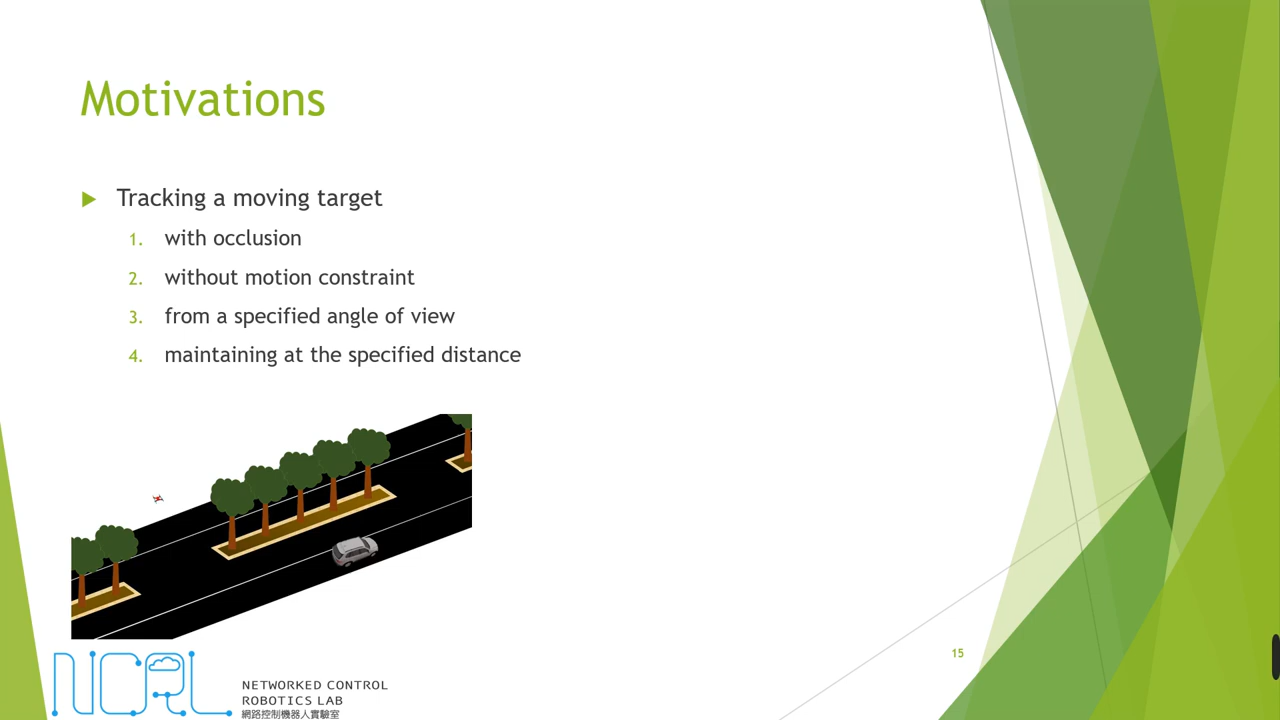 Motivations
Tracking a moving target
1. with occlusion
2. without motion constraint
3. from a specified angle of view
4. maintaining at the specified distance
15
NCRL
NETWORKED CONTROL
ROBOTICS LAB
網路控制機器人實驗室